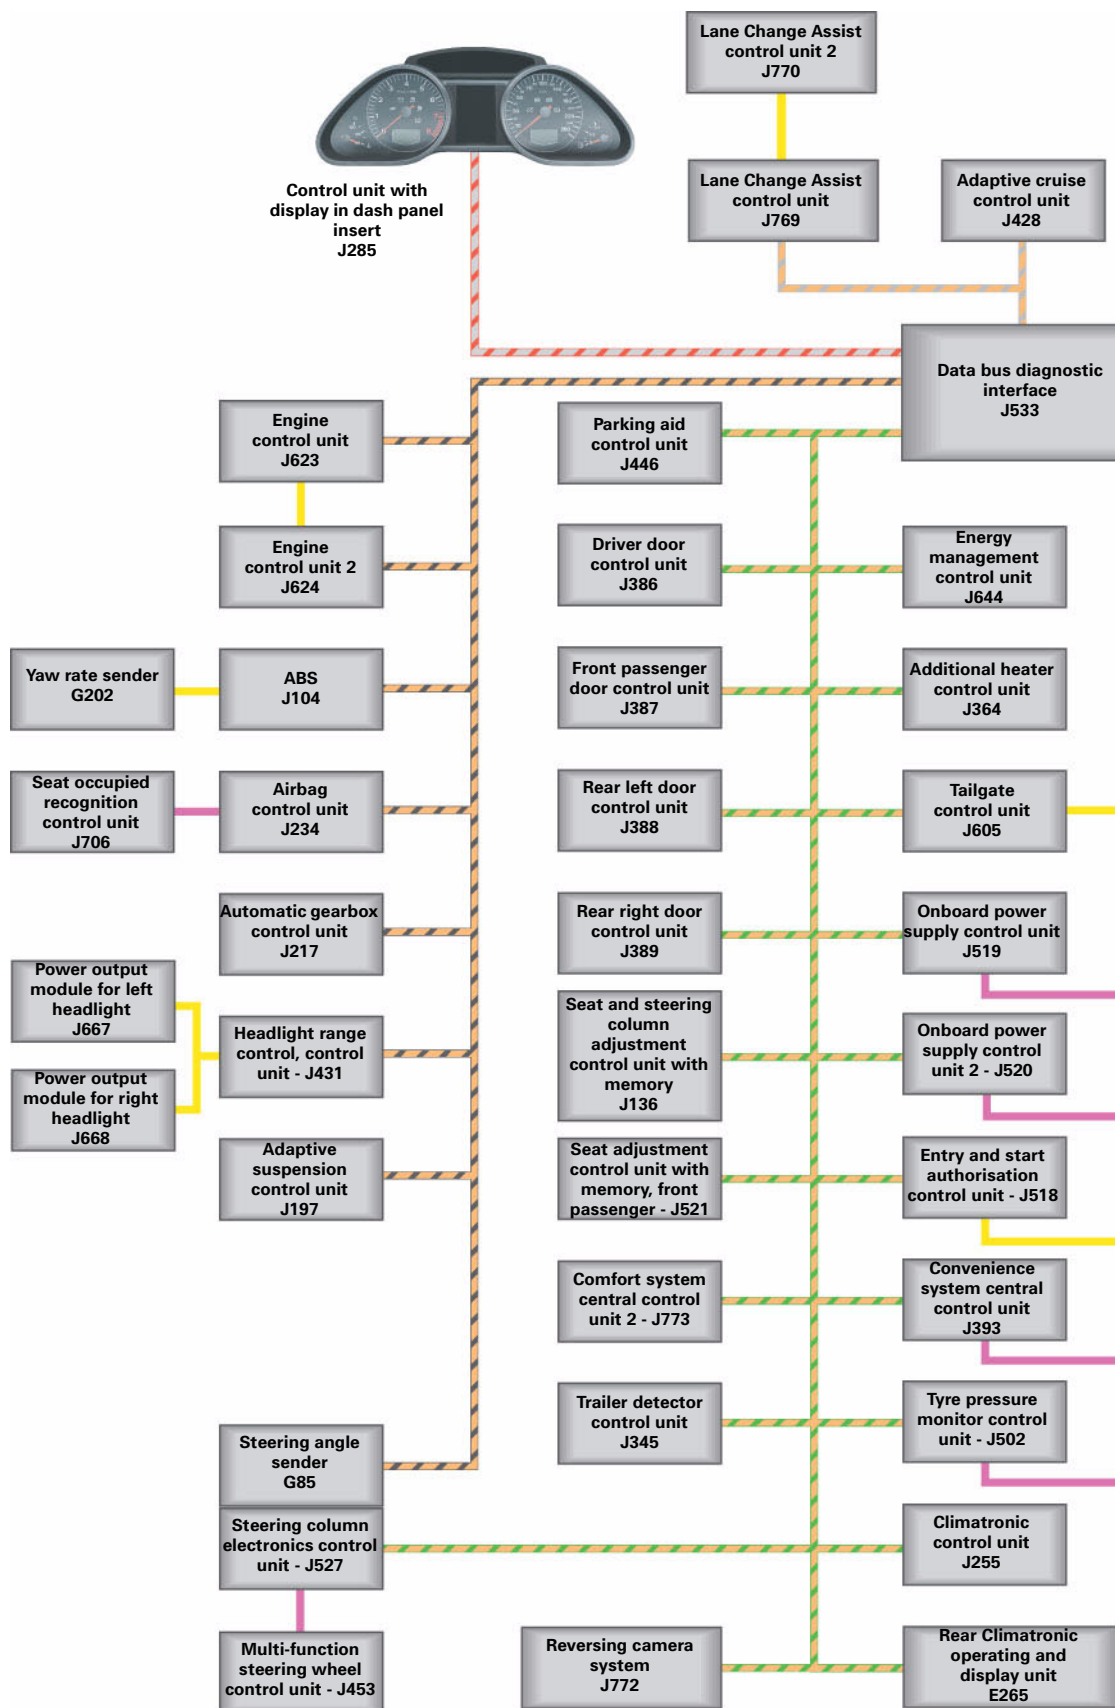 Lane Change Assist
control unit 2
J770
Control unit with
display in dash panel
insert
J285
Lane Change Assist
control unit
J769
Adaptive cruise
control unit
J428
Data bus diagnostic
interface
J533
Engine
control unit
J623
Parking aid
control unit
J446
Engine
control unit 2
J624
Driver door
control unit
J386
Energy
management
control unit
J644
Yaw rate sender
G202
ABS
J104
Front passenger
door control unit
J387
Additional heater
control unit
J364
Seat occupied
recognition
control unit
J706
Airbag
control unit
J234
Rear left door
control unit
J388
Tailgate
control unit
J605
Automatic gearbox
control unit
J217
Rear right door
control unit
J389
Onboard power
supply control unit
J519
Power output
module for left
headlight
J667
Headlight range
control, control
unit - J431
Seat and steering
column
adjustment
control unit with
memory
J136
Onboard power
supply control
unit 2 - J520
Power output
module for right
headlight
J668
Adaptive
suspension
control unit
J197
Seat adjustment
control unit with
memory, front
passenger - J521
Entry and start
authorisation
control unit - J518
Comfort system
central control
unit 2 - J773
Convenience
system central
control unit
J393
Trailer detector
control unit
J345
Tyre pressure
monitor control
unit - J502
Steering angle
sender
G85
Steering column
electronics control
unit - J527
Climatronic
control unit
J255
Multi-function
steering wheel
control unit - J453
Reversing camera
system
J772
Rear Climatronic
operating and
display unit
E265